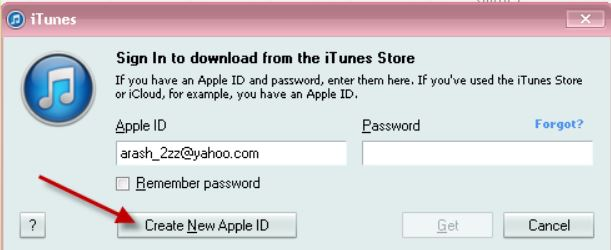 iTunes
Sign In to download from the iTunes Store
If you have an Apple ID and password, enter them here. If you've used the iTunes Store
or iCloud, for example, you have an Apple ID.
Apple ID
Password
Forgot?
arash_2zz@yahoo.com
Remember password
?
Create New Apple ID
Get
Cancel